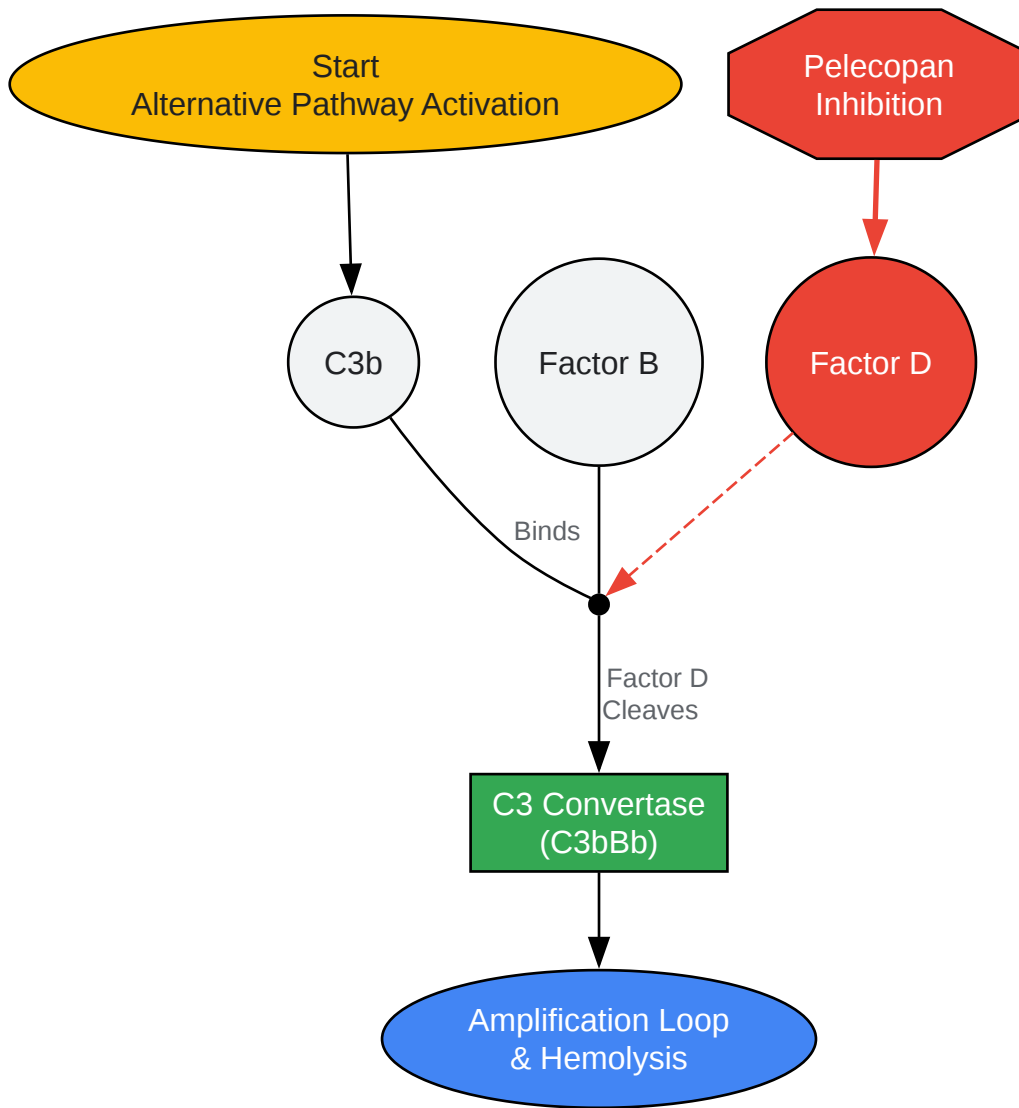 Start
Alternative Pathway Activation
Pelecopan
Inhibition
C3b
Factor B
Factor D
Binds
Factor D
Cleaves
C3 Convertase
(C3bBb)
Amplification Loop
& Hemolysis